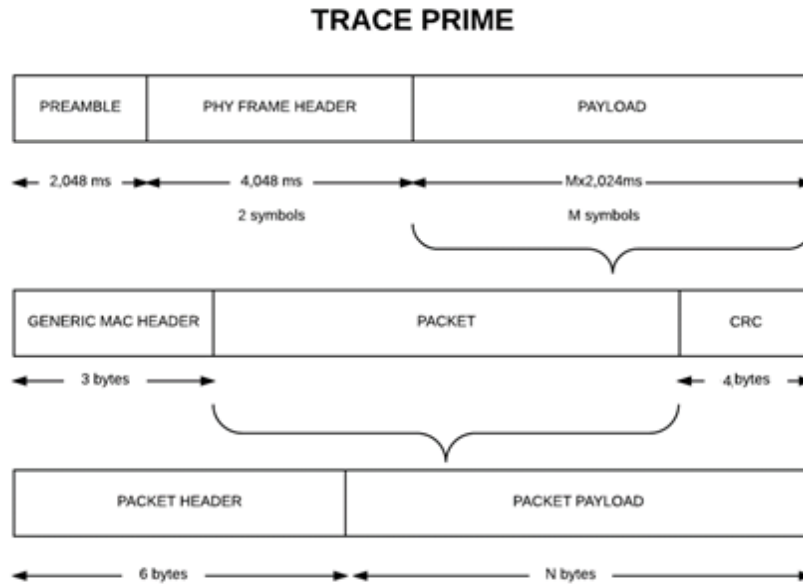 TRACE PRIME
PREAMBLE PHY FRAME HEADER PAYLOAD
2,048 ms 4,048 ms Mx2,024ms
2 symbols M symbols
GENERIC MAC HEADER PACKET CRC
3 bytes 4 bytes
PACKET HEADER PACKET PAYLOAD
6 bytes N bytes